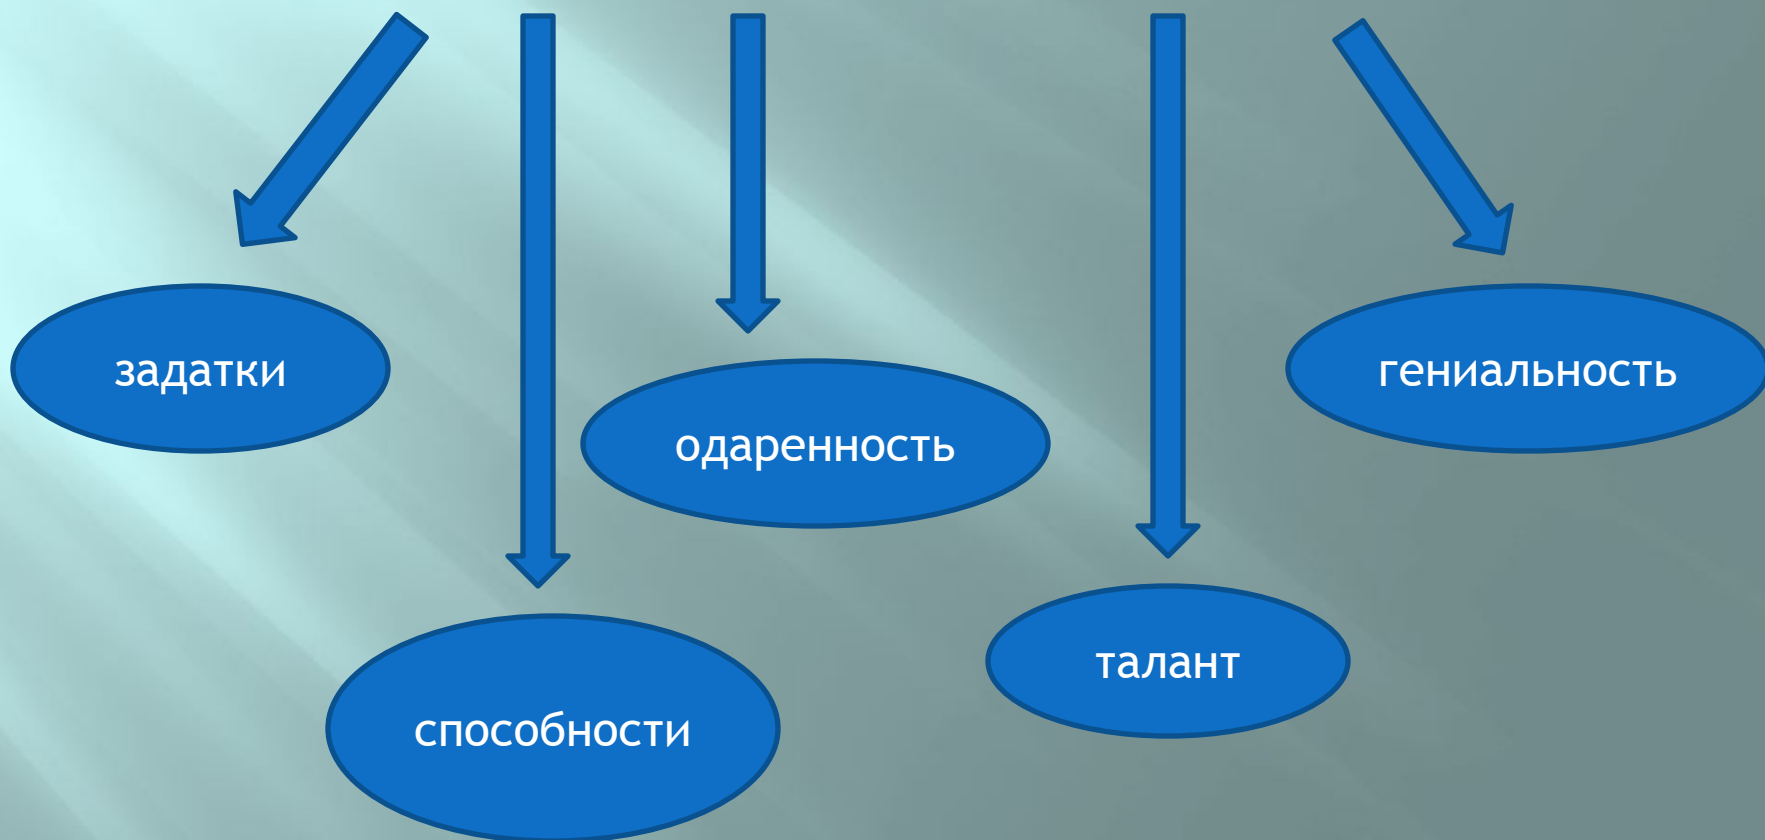 задатки
гениальность
одаренность
талант
способности